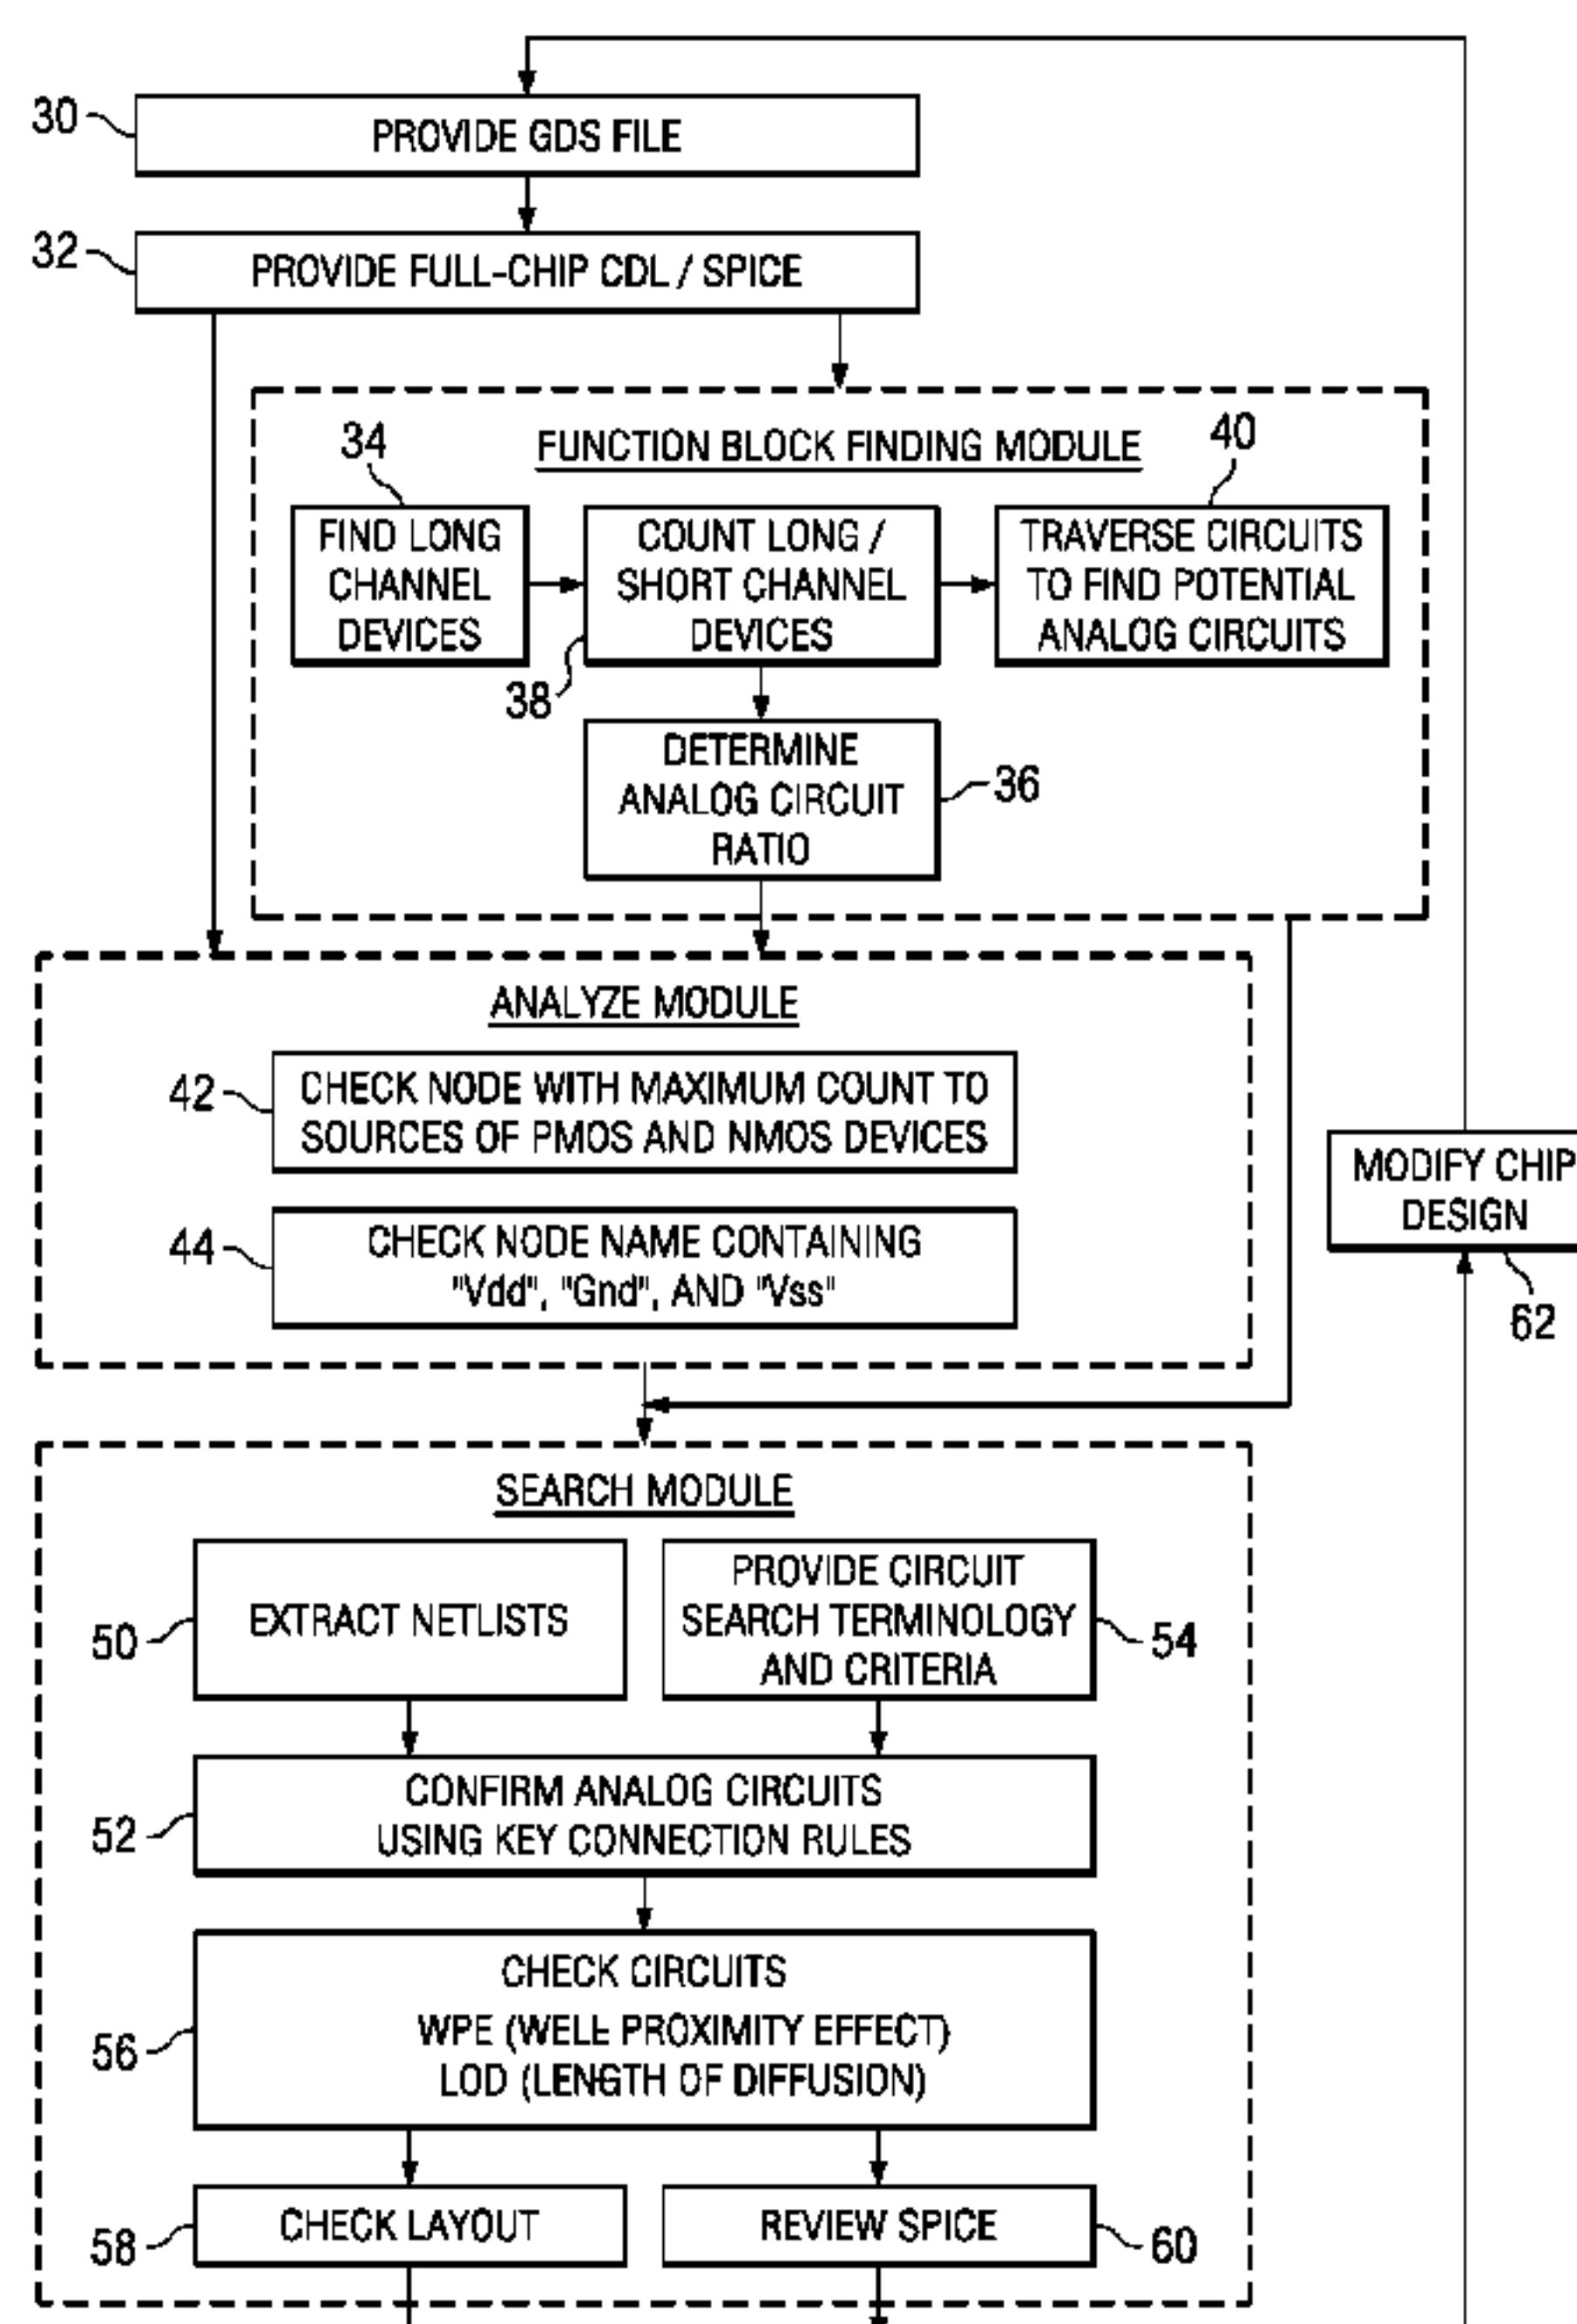 30
PROVIDE GDS FILE
32
PROVIDE FULL-CHIP CDL / SPICE
FUNCTION BLOCK FINDING MODULE
34
FIND LONG
CHANNEL
DEVICES
38
COUNT LONG /
SHORT CHANNEL
DEVICES
40
TRAVERSE CIRCUITS
TO FIND POTENTIAL
ANALOG CIRCUITS
DETERMINE
ANALOG CIRCUIT
RATIO
36
ANALYZE MODULE
42
CHECK NODE WITH MAXIMUM COUNT TO
SOURCES OF PMOS AND NMOS DEVICES
44
CHECK NODE NAME CONTAINING
"Vdd", "Gnd", AND "Vss"
MODIFY CHIP
DESIGN
62
SEARCH MODULE
50
EXTRACT NETLISTS
PROVIDE CIRCUIT
SEARCH TERMINOLOGY
AND CRITERIA
54
52
CONFIRM ANALOG CIRCUITS
USING KEY CONNECTION RULES
56
CHECK CIRCUITS
WPE (WELL PROXIMITY EFFECT)
LOD (LENGTH OF DIFFUSION)
58
CHECK LAYOUT
REVIEW SPICE
60